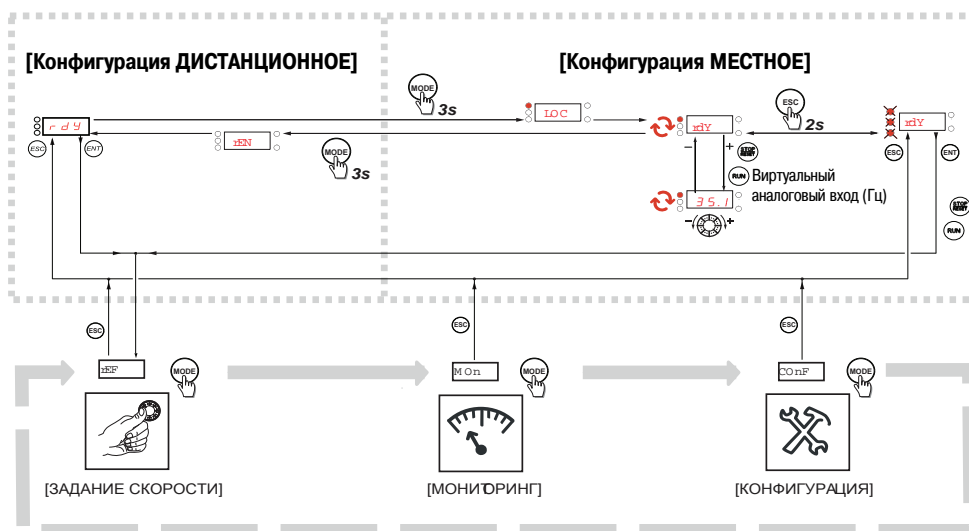 [Конфигурация ДИСТАНЦИОННОЕ]
[Конфигурация МЕСТНОЕ]
MODE
3s
LOC
ESC
2s
rdY
ESC
ENT
rEN
MODE
3s
rdY
- +
STOP RESET
RUN
Виртуальный
аналоговый вход (Гц)
35.1
- +
rdY
ESC
ENT
STOP RESET
RUN
ESC
ESC
ESC
rEF
MODE
MOn
MODE
COnF
MODE
[ЗАДАНИЕ СКОРОСТИ]
[МОНИТОРИНГ]
[КОНФИГУРАЦИЯ]